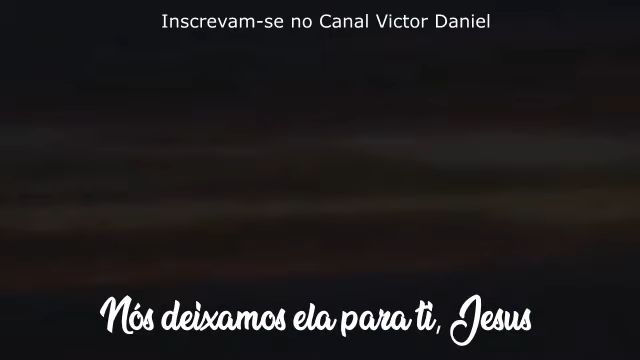 Inscrevam-se no Canal Victor Daniel
Nós deixamos ela para ti, Jesus